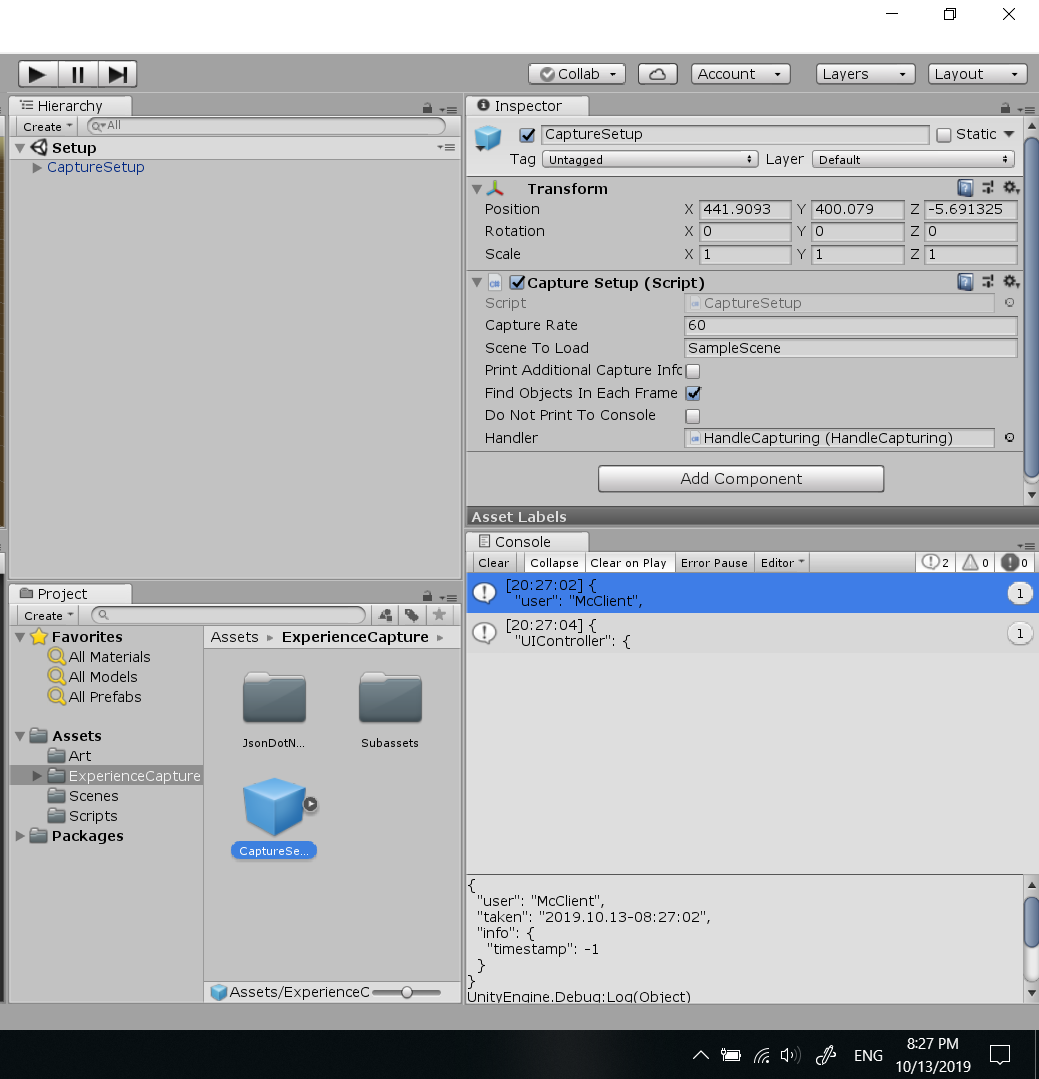 Collab
Account
Layers
Layout
Hierarchy
Create
All
Setup
CaptureSetup
Inspector
CaptureSetup
Static
Tag Untagged Layer Default
Transform
Position X 441.9093 Y 400.079 Z -5.691325
Rotation X 0 Y 0 Z 0
Scale X 1 Y 1 Z 1
Capture Setup (Script)
Script CaptureSetup
Capture Rate 60
Scene To Load SampleScene
Print Additional Capture Info
Find Objects In Each Frame
Do Not Print To Console
Handler HandleCapturing (HandleCapturing)
Add Component
Asset Labels
Project
Create
Favorites
All Materials
All Models
All Prefabs
Assets
Art
ExperienceCapture
Scenes
Scripts
Packages
Assets ▸ ExperienceCapture ▸
JsonDotN...
Subassets
CaptureSe...
Assets/ExperienceC
Console
Clear Collapse Clear on Play Error Pause Editor 2 0 0
[20:27:02] {
"user": "McClient",
1
[20:27:04] {
"UIController": {
1
{
"user": "McClient",
"taken": "2019.10.13-08:27:02",
"info": {
"timestamp": -1
}
}
UnityEngine.Debug:Log(Object)
ENG
8:27 PM
10/13/2019